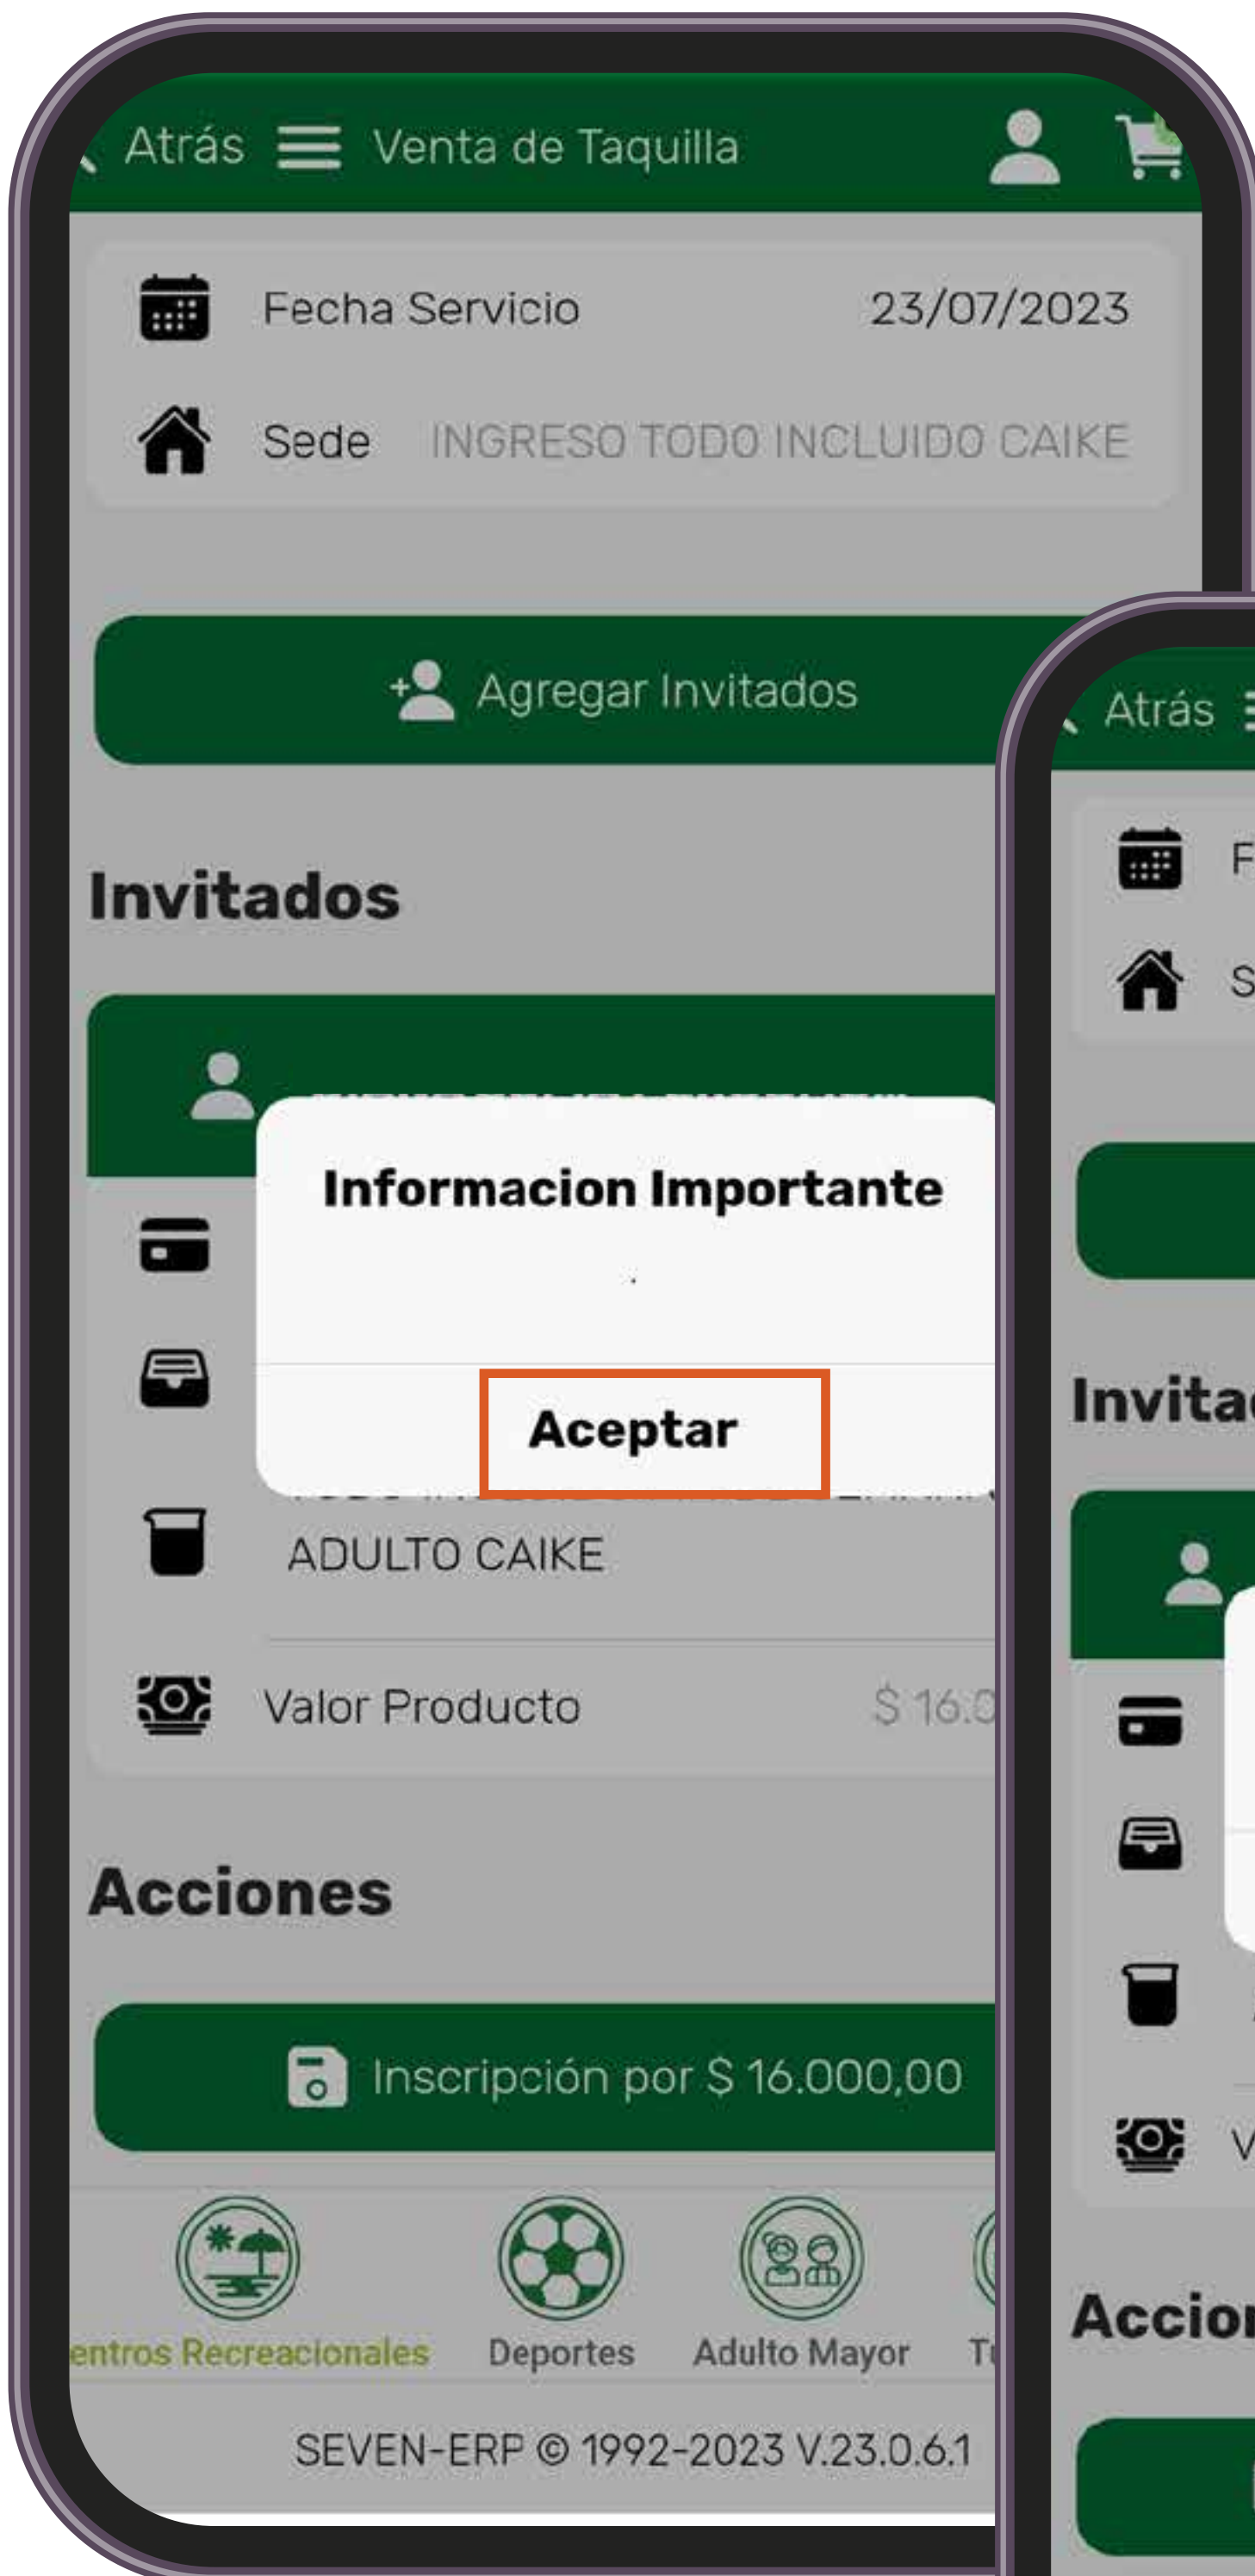 Atrás Venta de Taquilla
Fecha Servicio 23/07/2023
Sede INGRESO TODO INCLUIDO CAIKE
Agregar Invitados
Invitados
Informacion Importante
.
Aceptar
ADULTO CAIKE
Valor Producto $ 16.0
Acciones
Inscripción por $ 16.000,00
entros Recreacionales Deportes Adulto Mayor
SEVEN-ERP © 1992-2023 V.23.0.6.1
Atrás
F
S
Invita
V
Accion